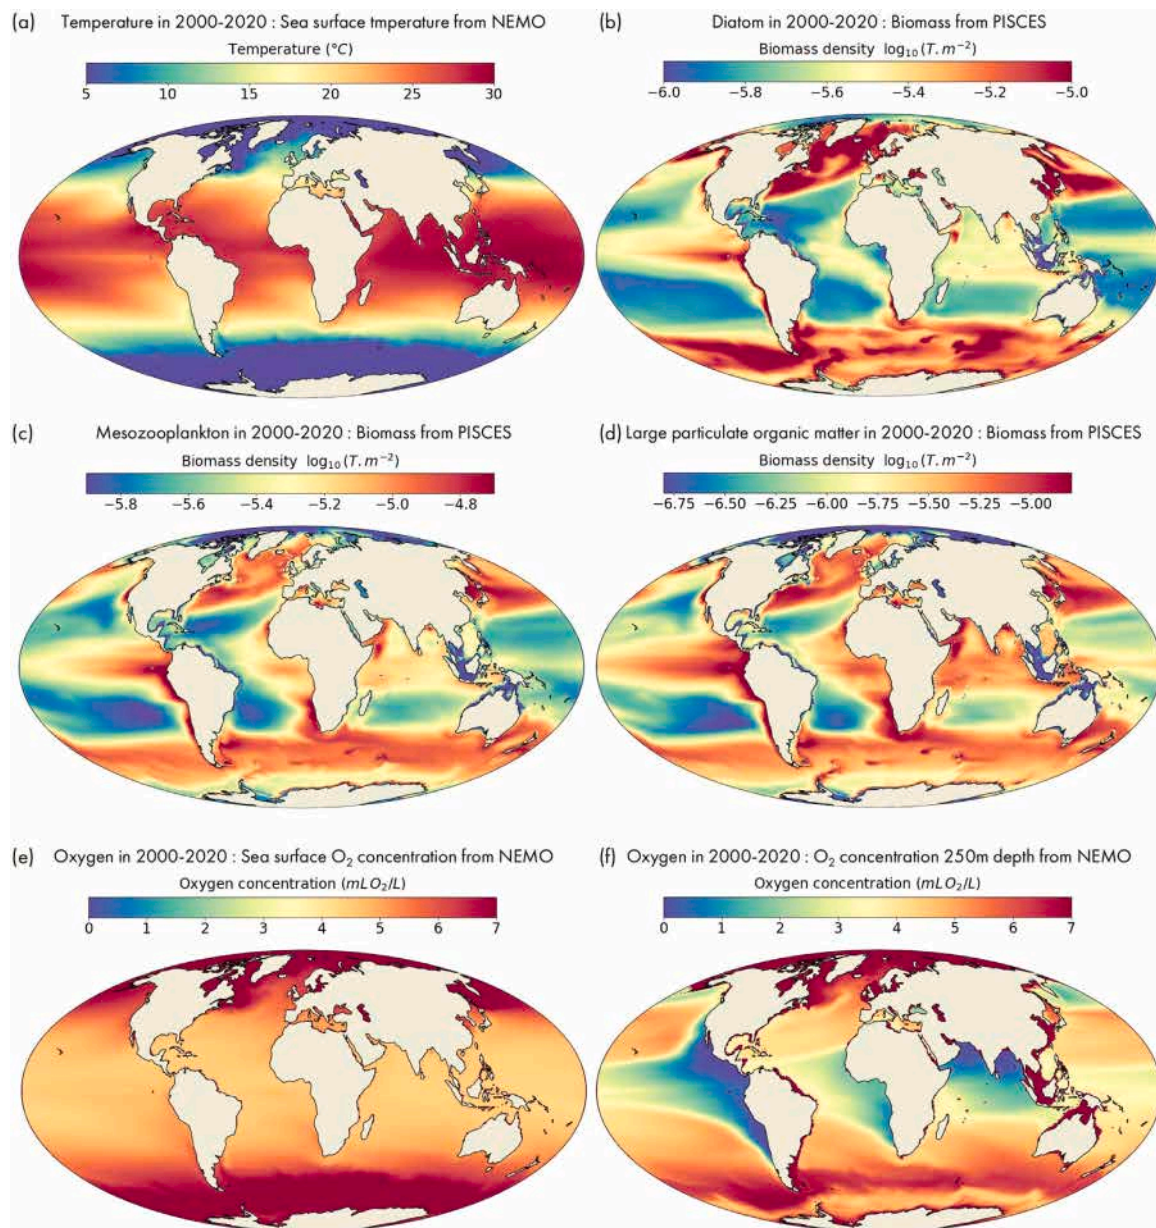 (a) Temperature in 2000-2020 : Sea surface tmperature from NEMO
Temperature (°C)
5 10 15 20 25 30
(b) Diatom in 2000-2020 : Biomass from PISCES
Biomass density log₁₀(T.m⁻²)
−6.0 −5.8 −5.6 −5.4 −5.2 −5.0
(c) Mesozooplankton in 2000-2020 : Biomass from PISCES
Biomass density log₁₀(T.m⁻²)
−5.8 −5.6 −5.4 −5.2 −5.0 −4.8
(d) Large particulate organic matter in 2000-2020 : Biomass from PISCES
Biomass density log₁₀(T.m⁻²)
−6.75 −6.50 −6.25 −6.00 −5.75 −5.50 −5.25 −5.00
(e) Oxygen in 2000-2020 : Sea surface O₂ concentration from NEMO
Oxygen concentration (mLO₂/L)
0 1 2 3 4 5 6 7
(f) Oxygen in 2000-2020 : O₂ concentration 250m depth from NEMO
Oxygen concentration (mLO₂/L)
0 1 2 3 4 5 6 7